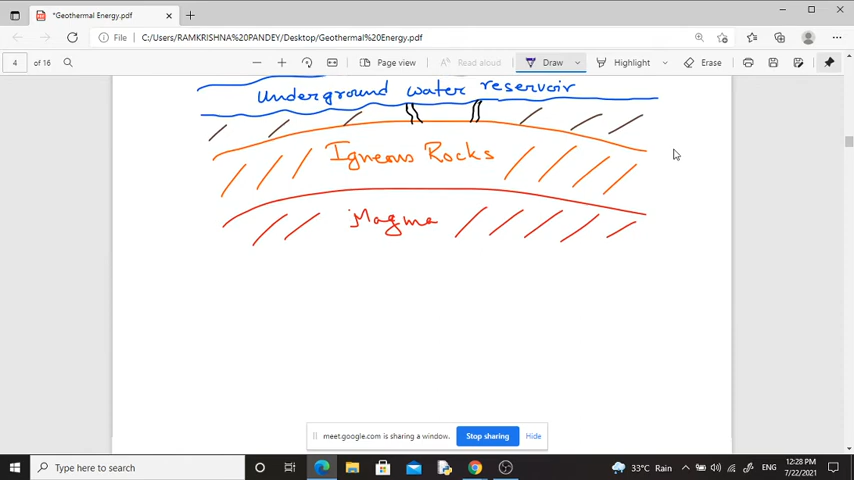 *Geothermal Energy.pdf
File C:/Users/RAMKRISHNA%20PANDEY/Desktop/Geothermal%20Energy.pdf
4 of 16 Page view Read aloud Draw Highlight Erase
Underground water reservoir
Igneous Rocks
Magma
meet.google.com is sharing a window. Stop sharing Hide
Type here to search 33°C Rain ENG 12:28 PM
7/22/2021